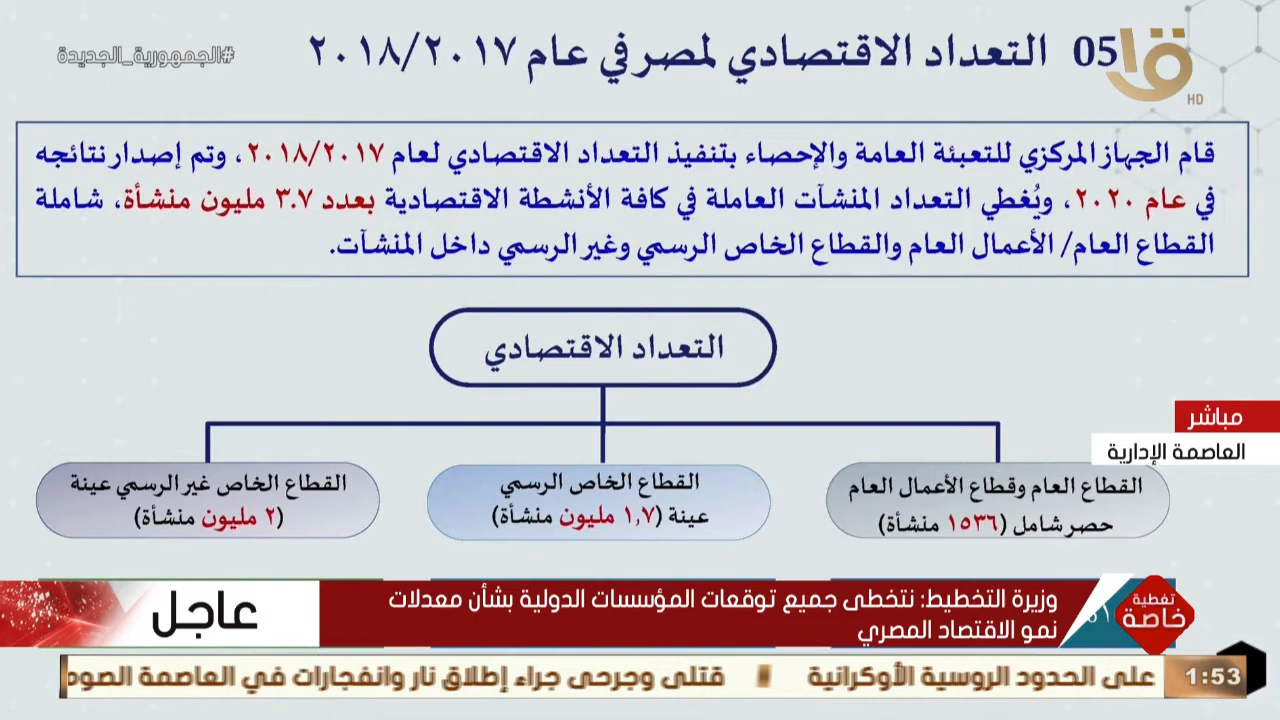 #الجمهورية_الجديدة
05 التعداد الاقتصادي لمصر في عام ٢٠١٨/٢٠١٧
HD
قام الجهاز المركزي للتعبئة العامة والإحصاء بتنفيذ التعداد الاقتصادي لعام ٢٠١٨/٢٠١٧، وتم إصدار نتائجه
في عام ٢٠٢٠، ويُغطي التعداد المنشآت العاملة في كافة الأنشطة الاقتصادية بعدد ٣.٧ مليون منشأة، شاملة
القطاع العام/ الأعمال العام والقطاع الخاص الرسمي وغير الرسمي داخل المنشآت.
التعداد الاقتصادي
مباشر
العاصمة الإدارية
القطاع العام وقطاع الأعمال العام
حصر شامل (١٥٣٦ منشأة)
القطاع الخاص الرسمي
عينة (١,٧ مليون منشأة)
القطاع الخاص غير الرسمي عينة
(٢ مليون منشأة)
تغطية
خاصة
وزيرة التخطيط: نتخطى جميع توقعات المؤسسات الدولية بشأن معدلات
نمو الاقتصاد المصري
عاجل
1:53
على الحدود الروسية الأوكرانية
قتلى وجرحى جراء إطلاق نار وانفجارات في العاصمة الصوم